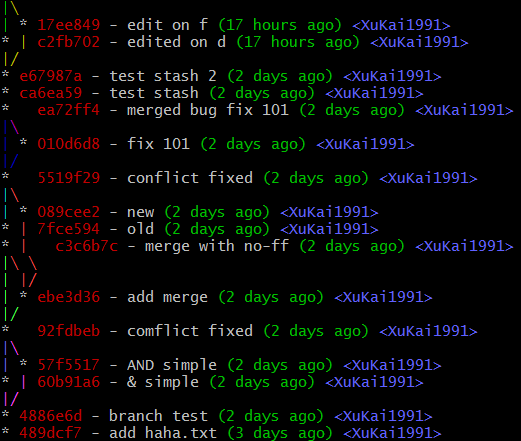 |\
| * 17ee849 - edit on f (17 hours ago) <XuKai1991>
* | c2fb702 - edited on d (17 hours ago) <XuKai1991>
|/
* e67987a - test stash 2 (2 days ago) <XuKai1991>
* ca6ea59 - test stash (2 days ago) <XuKai1991>
*   ea72ff4 - merged bug fix 101 (2 days ago) <XuKai1991>
|\
| * 010d6d8 - fix 101 (2 days ago) <XuKai1991>
|/
*   5519f29 - conflict fixed (2 days ago) <XuKai1991>
|\
| * 089cee2 - new (2 days ago) <XuKai1991>
* | 7fce594 - old (2 days ago) <XuKai1991>
* |   c3c6b7c - merge with no-ff (2 days ago) <XuKai1991>
|\ \
| |/
| * ebe3d36 - add merge (2 days ago) <XuKai1991>
|/
*   92fdbeb - comflict fixed (2 days ago) <XuKai1991>
|\
| * 57f5517 - AND simple (2 days ago) <XuKai1991>
* | 60b91a6 - & simple (2 days ago) <XuKai1991>
|/
* 4886e6d - branch test (2 days ago) <XuKai1991>
* 489dcf7 - add haha.txt (3 days ago) <XuKai1991>